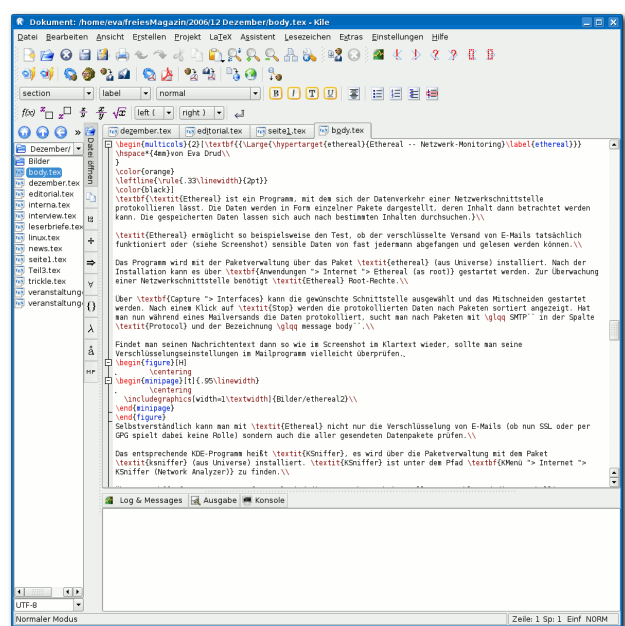 Dokument: /home/eva/freiesMagazin/2006/12 Dezember/body.tex - Kile
Datei Bearbeiten Ansicht Erstellen Projekt LaTeX Assistent Lesezeichen Extras Einstellungen Hilfe
section label normal
left ( right )
dezember.tex editorial.tex seite1.tex body.tex
Dezember/
Bilder
body.tex
dezember.tex
editorial.tex
interna.tex
interview.tex
leserbriefe.tex
linux.tex
news.tex
seite1.tex
Teil3.tex
trickle.tex
veranstaltung
veranstaltung
Datei öffnen
\begin{multicols}{2}[\textbf{{\Large{\hypertarget{ethereal}{Ethereal -- Netzwerk-Monitoring}\label{ethereal}}}
\hspace*{4mm}von Eva Drud\\
}
\color{orange}
\leftline{\rule{.33\linewidth}{2pt}}
\color{black}]
\textbf{\textit{Ethereal} ist ein Programm, mit dem sich der Datenverkehr einer Netzwerkschnittstelle
protokollieren lässt. Die Daten werden in Form einzelner Pakete dargestellt, deren Inhalt dann betrachtet werden
kann. Die gespeicherten Daten lassen sich auch nach bestimmten Inhalten durchsuchen.}\\
\textit{Ethereal} ermöglicht so beispielsweise den Test, ob der verschlüsselte Versand von E-Mails tatsächlich
funktioniert oder (siehe Screenshot) sensible Daten von fast jedermann abgefangen und gelesen werden können.\\
Das Programm wird mit der Paketverwaltung über das Paket \textit{ethereal} (aus Universe) installiert. Nach der
Installation kann es über \textbf{Anwendungen "> Internet "> Ethereal (as root)} gestartet werden. Zur Überwachung
einer Netzwerkschnittstelle benötigt \textit{Ethereal} Root-Rechte.\\
Über \textbf{Capture "> Interfaces} kann die gewünschte Schnittstelle ausgewählt und das Mitschneiden gestartet
werden. Nach einem Klick auf \textit{Stop} werden die protokollierten Daten nach Paketen sortiert angezeigt. Hat
man nun während eines Mailversands die Daten protokolliert, sucht man nach Paketen mit \glqq SMTP`` in der Spalte
\textit{Protocol} und der Bezeichnung \glqq message body``.\\
Findet man seinen Nachrichtentext dann so wie im Screenshot im Klartext wieder, sollte man seine
Verschlüselungseinstellungen im Mailprogramm vielleicht überprüfen.
\begin{figure}[H]
\centering
\begin{minipage}[t]{.95\linewidth}
\centering
\includegraphics[width=1\textwidth]{Bilder/ethereal2}\\
\end{minipage}
\end{figure}
Selbstverständlich kann man mit \textit{Ethereal} nicht nur die Verschlüsselung von E-Mails (ob nun SSL oder per
GPG spielt dabei keine Rolle) sondern auch die aller gesendeten Datenpakete prüfen.\\
Das entsprechende KDE-Programm heißt \textit{KSniffer}, es wird über die Paketverwaltung mit dem Paket
\textit{ksniffer} (aus Universe) installiert. \textit{KSniffer} ist unter dem Pfad \textbf{KMenü "> Internet ">
KSniffer (Network Analyzer)} zu finden.\\
Log & Messages Ausgabe Konsole
UTF-8
Normaler Modus Zeile: 1 Sp: 1 Einf NORM